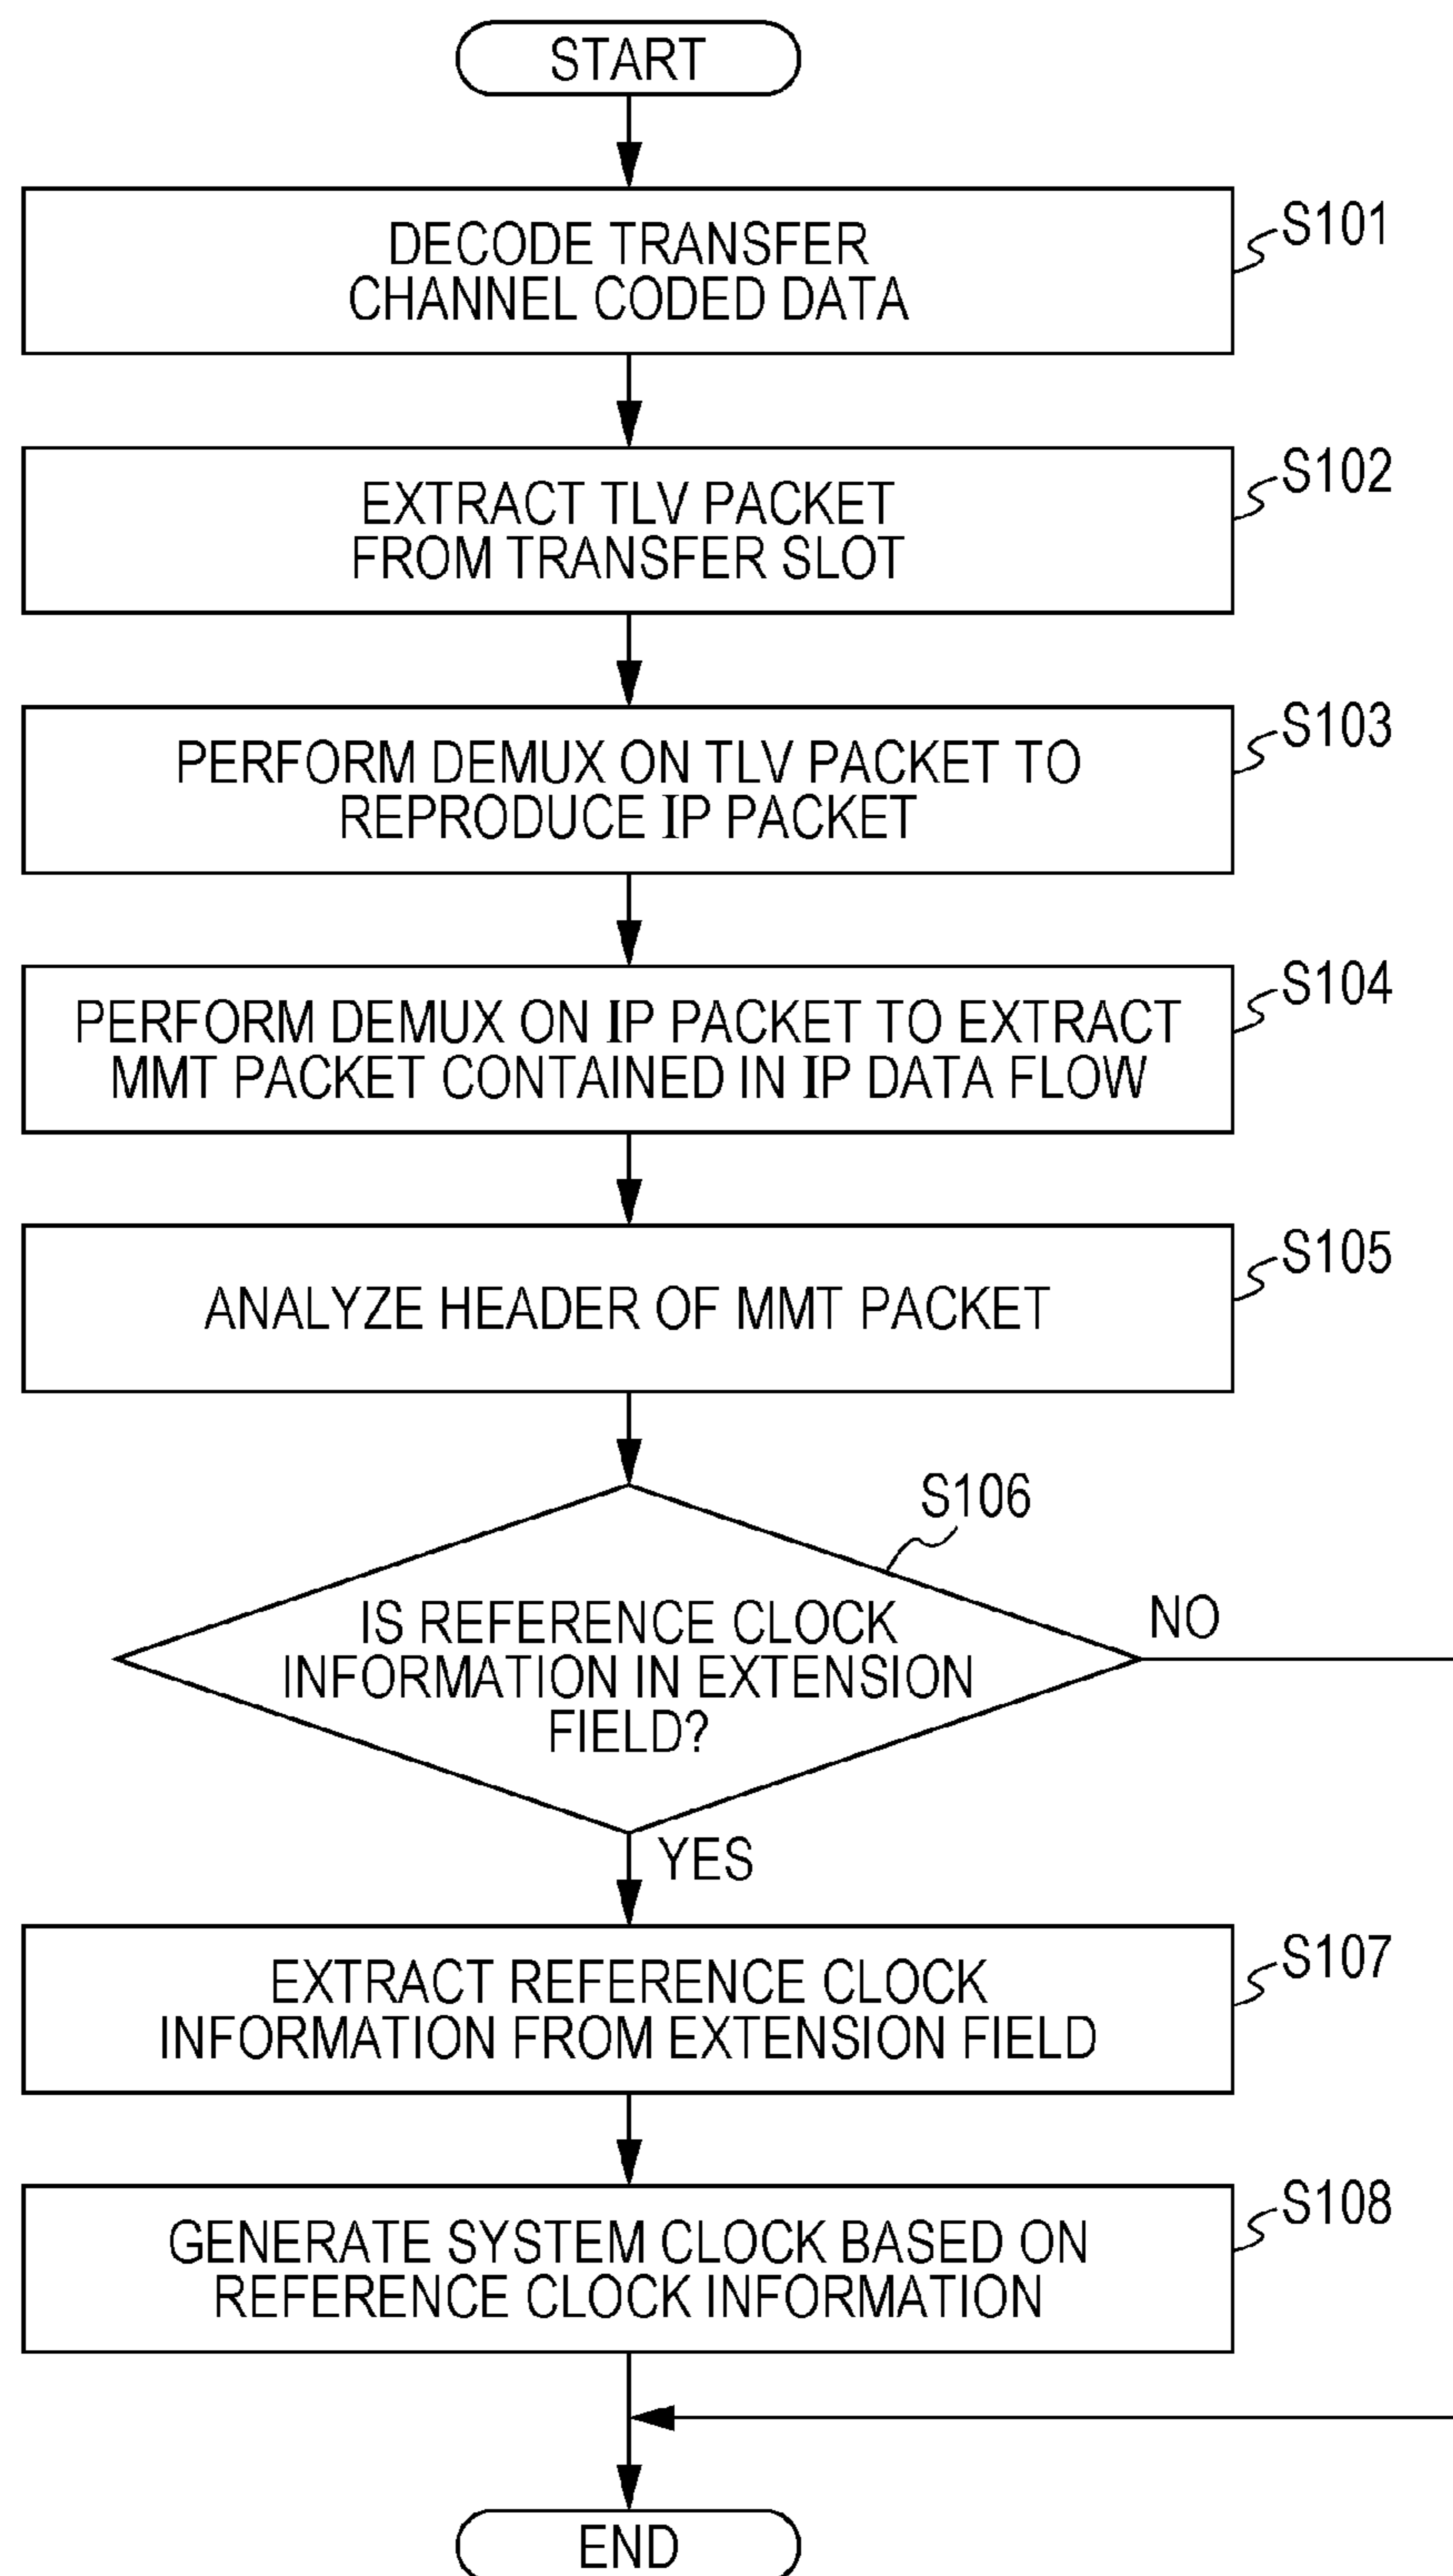 START
DECODE TRANSFER
CHANNEL CODED DATA
S101
EXTRACT TLV PACKET
FROM TRANSFER SLOT
S102
PERFORM DEMUX ON TLV PACKET TO
REPRODUCE IP PACKET
S103
PERFORM DEMUX ON IP PACKET TO EXTRACT
MMT PACKET CONTAINED IN IP DATA FLOW
S104
ANALYZE HEADER OF MMT PACKET
S105
S106
IS REFERENCE CLOCK
INFORMATION IN EXTENSION
FIELD?
NO
YES
EXTRACT REFERENCE CLOCK
INFORMATION FROM EXTENSION FIELD
S107
GENERATE SYSTEM CLOCK BASED ON
REFERENCE CLOCK INFORMATION
S108
END